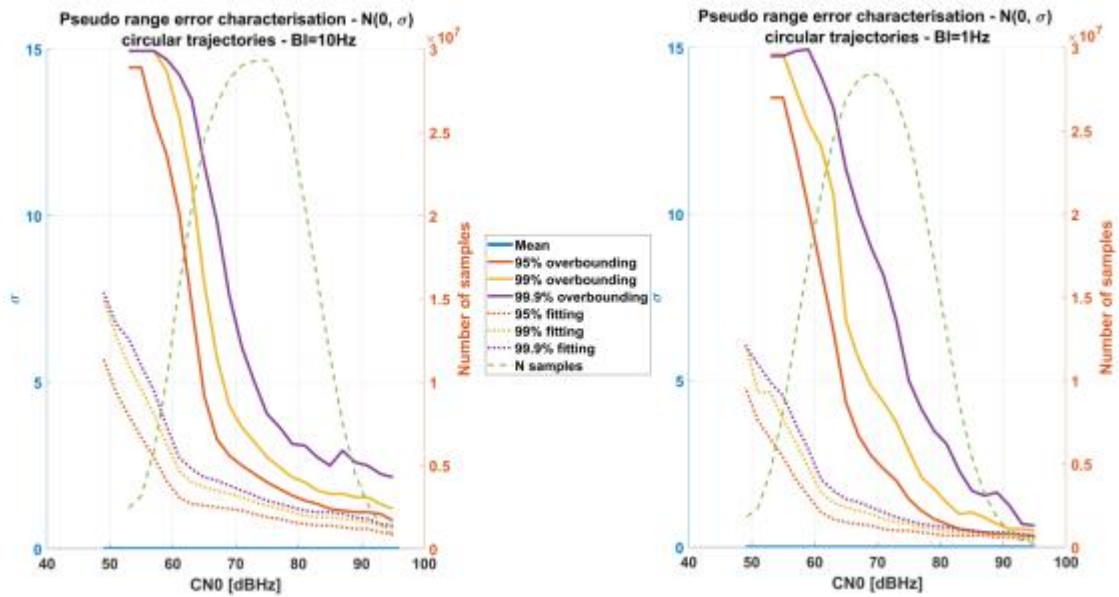 Pseudo range error characterisation - N(0, σ)
circular trajectories - BI=10Hz
×10⁷
15
10
5
0
σ
3
2.5
2
1.5
1
0.5
0
Number of samples
40 50 60 70 80 90 100
CN0 [dBHz]
Mean
95% overbounding
99% overbounding
99.9% overbounding
95% fitting
99% fitting
99.9% fitting
N samples
Pseudo range error characterisation - N(0, σ)
circular trajectories - BI=1Hz
×10⁷
15
10
5
0
σ
3
2.5
2
1.5
1
0.5
0
Number of samples
40 50 60 70 80 90 100
CN0 [dBHz]